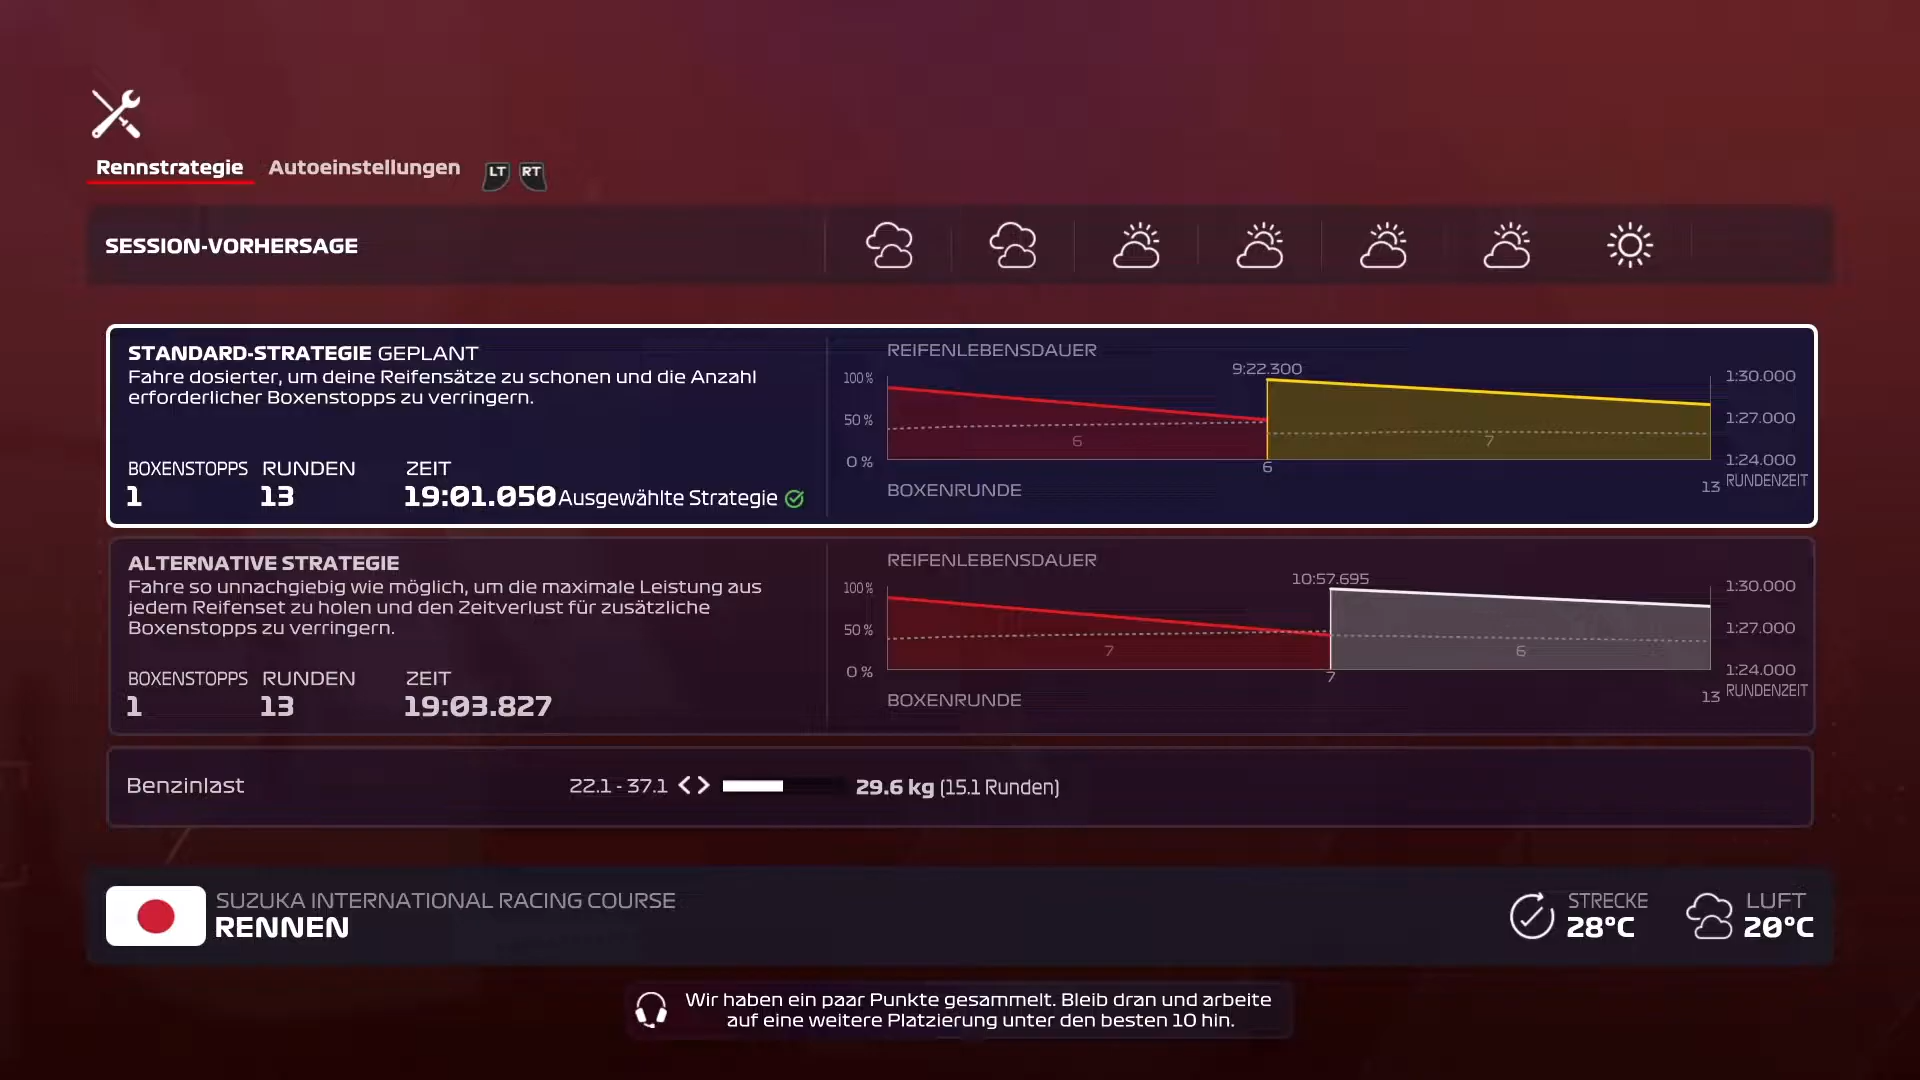 Rennstrategie Autoeinstellungen LT RT
SESSION-VORHERSAGE
STANDARD-STRATEGIE GEPLANT
Fahre dosierter, um deine Reifensätze zu schonen und die Anzahl
erforderlicher Boxenstopps zu verringern.
BOXENSTOPPS RUNDEN ZEIT
1 13 19:01.050 Ausgewählte Strategie
REIFENLEBENSDAUER
9:22.300
100 % 1:30.000
50 % 1:27.000
6 7
0 % 6 1:24.000
BOXENRUNDE 13 RUNDENZEIT
ALTERNATIVE STRATEGIE
Fahre so unnachgiebig wie möglich, um die maximale Leistung aus
jedem Reifenset zu holen und den Zeitverlust für zusätzliche
Boxenstopps zu verringern.
BOXENSTOPPS RUNDEN ZEIT
1 13 19:03.827
REIFENLEBENSDAUER
10:57.695
100 % 1:30.000
50 % 1:27.000
7 6
0 % 7 1:24.000
BOXENRUNDE 13 RUNDENZEIT
Benzinlast 22.1 - 37.1 29.6 kg (15.1 Runden)
SUZUKA INTERNATIONAL RACING COURSE
RENNEN
STRECKE
28°C
LUFT
20°C
Wir haben ein paar Punkte gesammelt. Bleib dran und arbeite
auf eine weitere Platzierung unter den besten 10 hin.